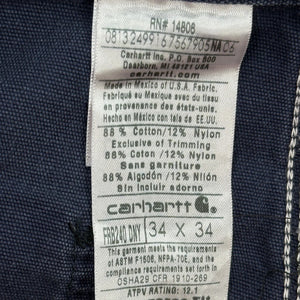 RN# 14806
08132499167567905NA06
Carhartt Inc. P.O. Box 600
Dearborn, MI 48121 USA
carhartt.com
Made in Mexico of U.S.A. Fabric.
Fabriqué au Mexique avec du tissu en
provenance des états-unis.
Hecho en México con tela de EE.UU.
88 % Cotton/12% Nylon
Exclusive of Trimming
88 % Coton/12% Nylon
Sans garniture
88% Algodón /12% Nilón
Sin incluir adorno
carhartt
FRB240 DNY
34 X 34
This garment meets the requirements
of ASTM F1506, NFPA-70E, and the
compliance requirements set forth in
OSHA29 CFR 1910-269
ATPV RATING: 12.1